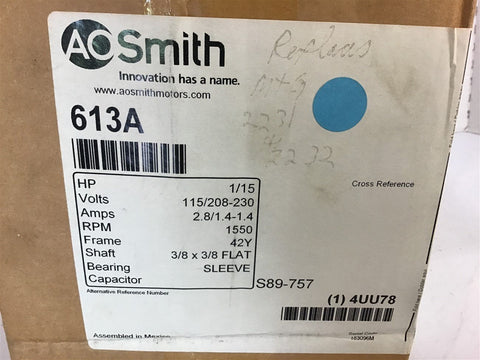 AO Smith
Innovation has a name.
www.aosmithmotors.com
Replaces
2231
2232
613A
HP 1/15
Volts 115/208-230
Amps 2.8/1.4-1.4
RPM 1550
Frame 42Y
Shaft 3/8 x 3/8 FLAT
Bearing SLEEVE
Capacitor
Cross Reference
S89-757
Alternative Reference Number
(1) 4UU78
Assembled in Mexico
Serial Code